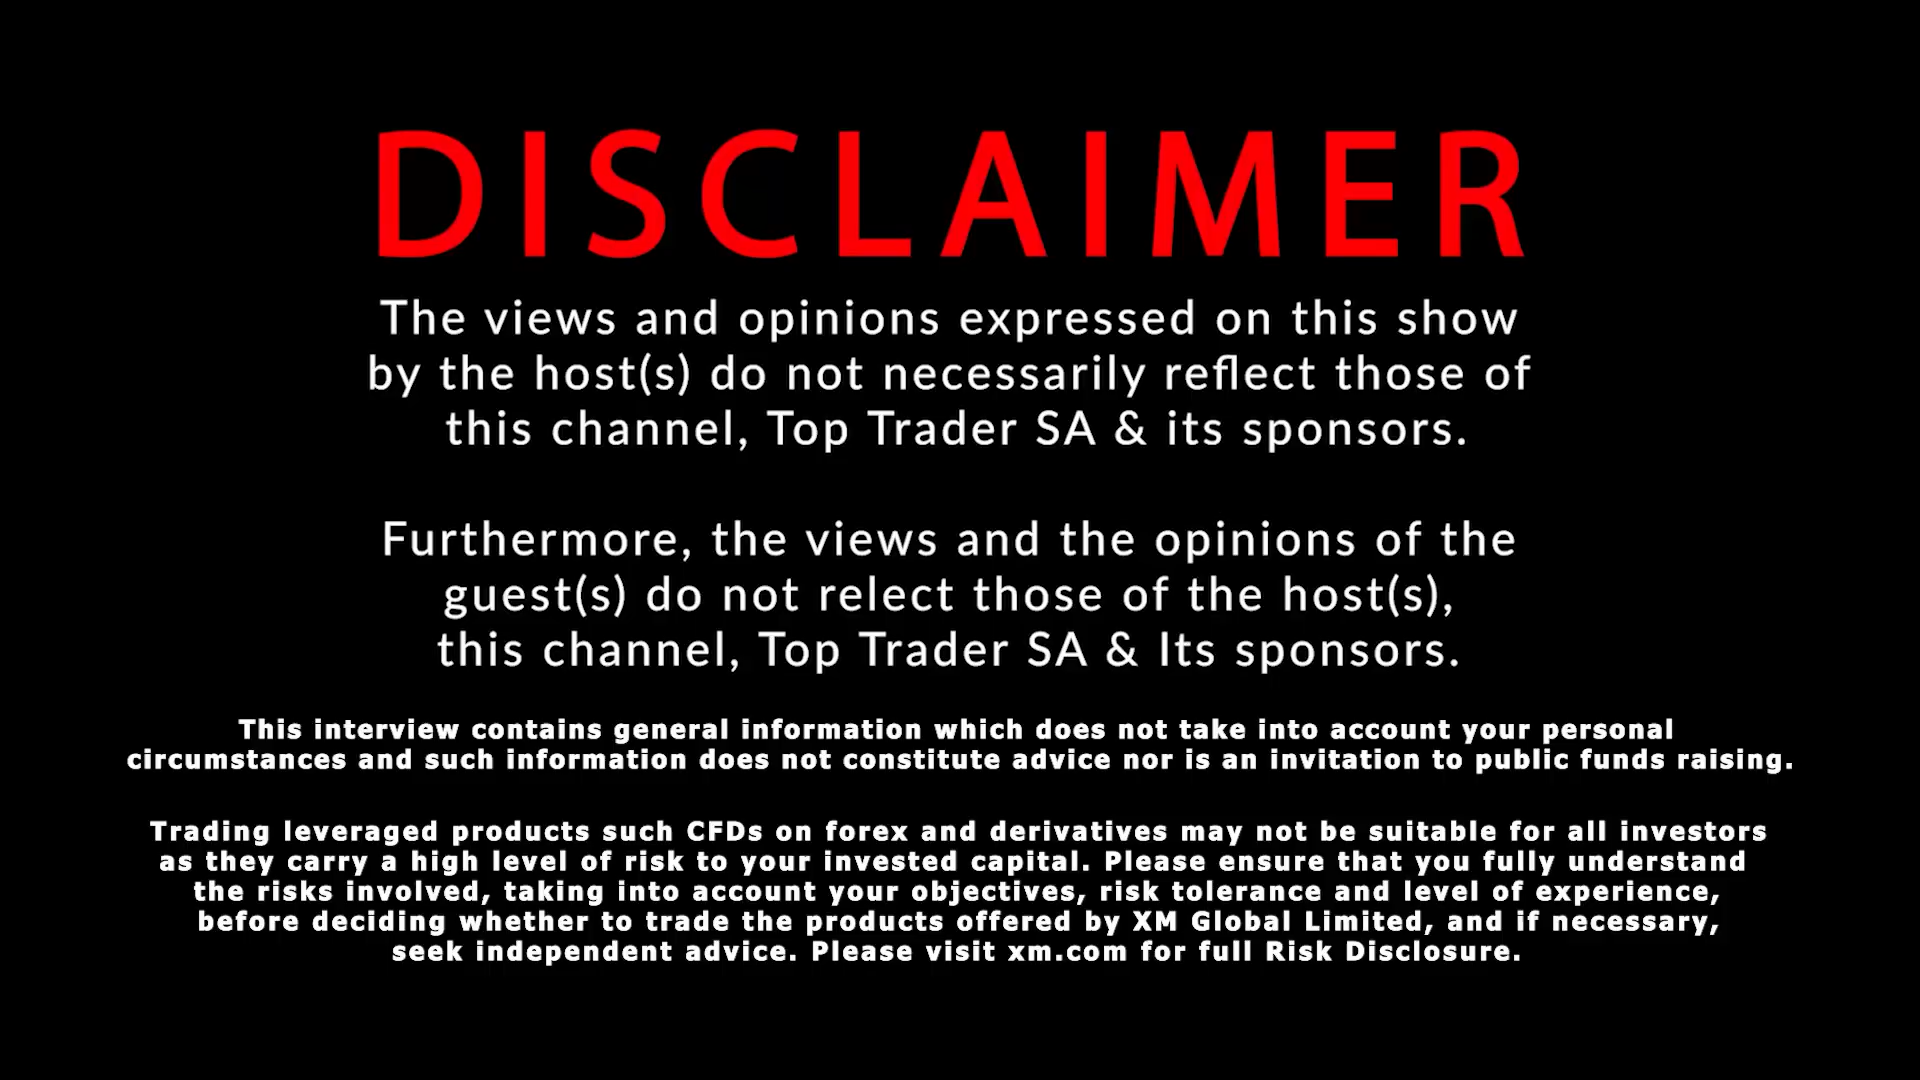 DISCLAIMER
The views and opinions expressed on this show
by the host(s) do not necessarily reflect those of
this channel, Top Trader SA & its sponsors.
Furthermore, the views and the opinions of the
guest(s) do not relect those of the host(s),
this channel, Top Trader SA & Its sponsors.
This interview contains general information which does not take into account your personal
circumstances and such information does not constitute advice nor is an invitation to public funds raising.
Trading leveraged products such CFDs on forex and derivatives may not be suitable for all investors
as they carry a high level of risk to your invested capital. Please ensure that you fully understand
the risks involved, taking into account your objectives, risk tolerance and level of experience,
before deciding whether to trade the products offered by XM Global Limited, and if necessary,
seek independent advice. Please visit xm.com for full Risk Disclosure.